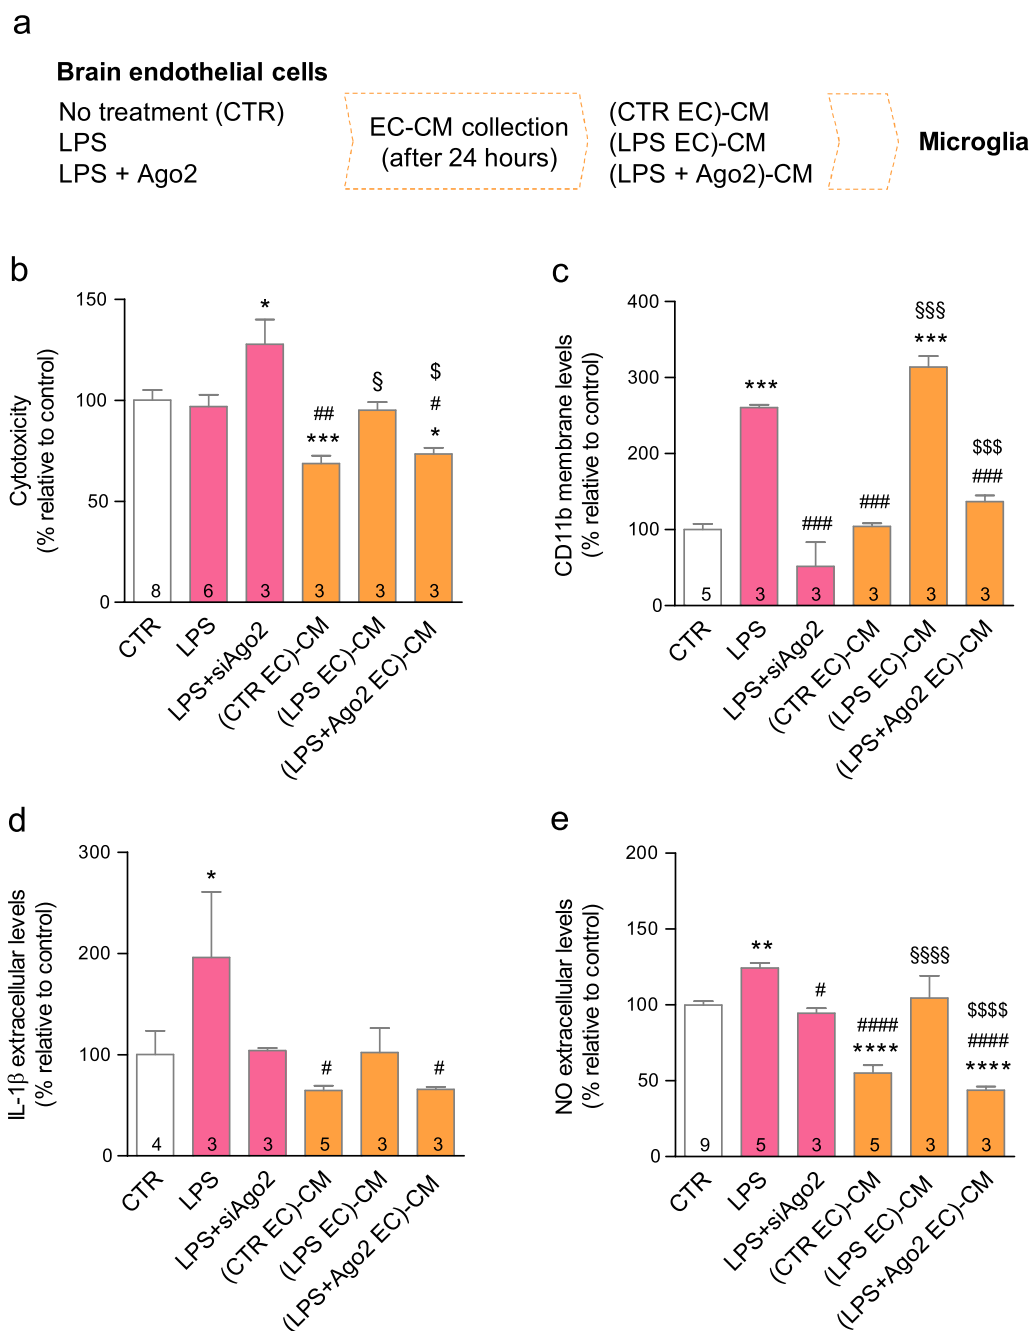 a
Brain endothelial cells
No treatment (CTR)
LPS
LPS + Ago2
EC-CM collection
(after 24 hours)
(CTR EC)-CM
(LPS EC)-CM
(LPS + Ago2)-CM
Microglia
b
Cytotoxicity
(% relative to control)
150
100
50
0
*
##
***
§
$
#
*
8
6
3
3
3
3
CTR
LPS
LPS+siAgo2
(CTR EC)-CM
(LPS EC)-CM
(LPS+Ago2 EC)-CM
c
CD11b membrane levels
(% relative to control)
400
300
200
100
0
***
###
###
§§§
***
$$$
###
5
3
3
3
3
3
CTR
LPS
LPS+siAgo2
(CTR EC)-CM
(LPS EC)-CM
(LPS+Ago2 EC)-CM
d
IL-1β extracellular levels
(% relative to control)
300
200
100
0
*
#
#
4
3
3
5
3
3
CTR
LPS
LPS+siAgo2
(CTR EC)-CM
(LPS EC)-CM
(LPS+Ago2 EC)-CM
e
NO extracellular levels
(% relative to control)
200
150
100
50
0
**
#
####
****
§§§§
$$$$
####
****
9
5
3
5
3
3
CTR
LPS
LPS+siAgo2
(CTR EC)-CM
(LPS EC)-CM
(LPS+Ago2 EC)-CM